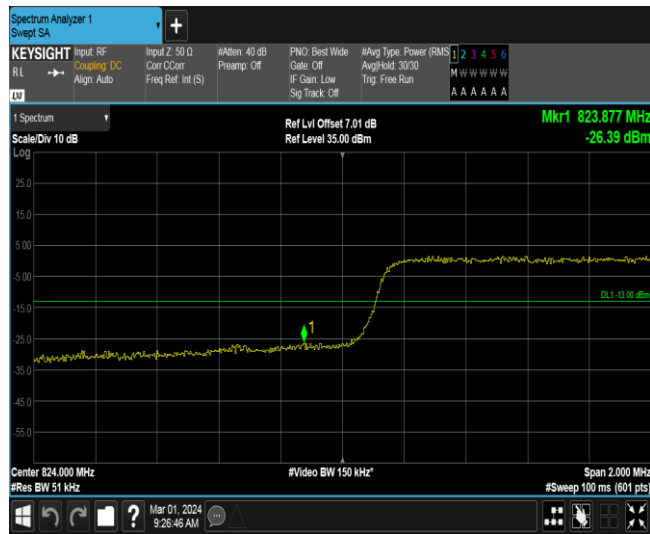 Spectrum Analyzer 1
Swept SA
KEYSIGHT
RL
LXI
Input: RF
Coupling: DC
Align: Auto
Input Z: 50 Ω
Corr CCorr
Freq Ref: Int (S)
#Atten: 40 dB
Preamp: Off
PNO: Best Wide
Gate: Off
IF Gain: Low
Sig Track: Off
#Avg Type: Power (RMS
Avg|Hold: 30/30
Trig: Free Run
1 2 3 4 5 6
M W W W W W
A A A A A A
1 Spectrum
Scale/Div 10 dB
Log
Ref Lvl Offset 7.01 dB
Ref Level 35.00 dBm
Mkr1 823.877 MHz
-26.39 dBm
25.0
15.0
5.00
-5.00
DL1 -13.00 dBm
-15.0
1
-25.0
-35.0
-45.0
-55.0
Center 824.000 MHz
#Res BW 51 kHz
#Video BW 150 kHz*
Span 2.000 MHz
#Sweep 100 ms (601 pts)
?
Mar 01, 2024
9:26:46 AM